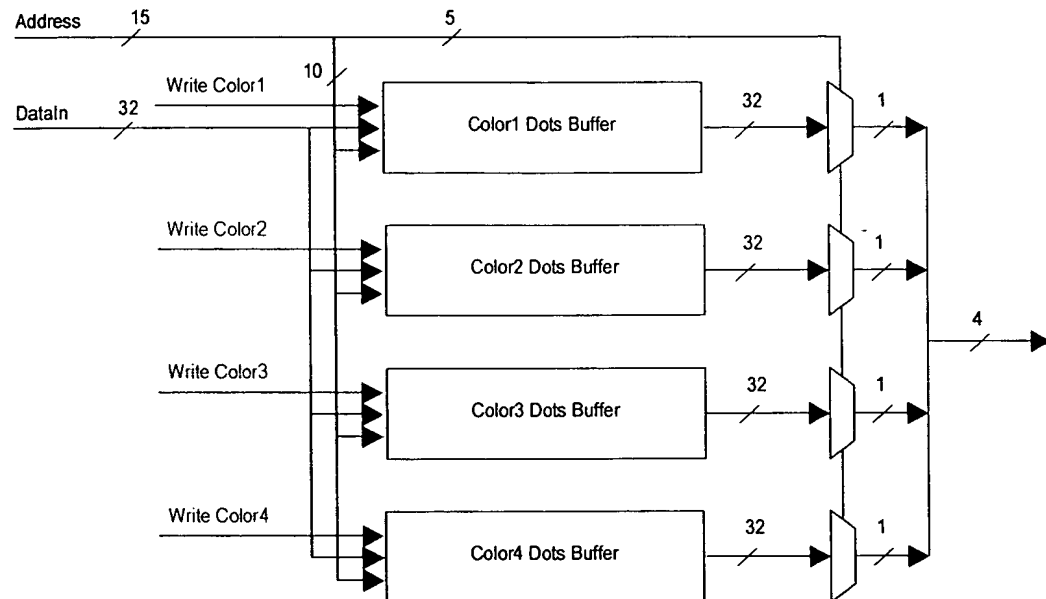 Address 15 5
10
Write Color1
DataIn 32
Color1 Dots Buffer 32 1
Write Color2
Color2 Dots Buffer 32 1
4
Write Color3
Color3 Dots Buffer 32 1
Write Color4
Color4 Dots Buffer 32 1